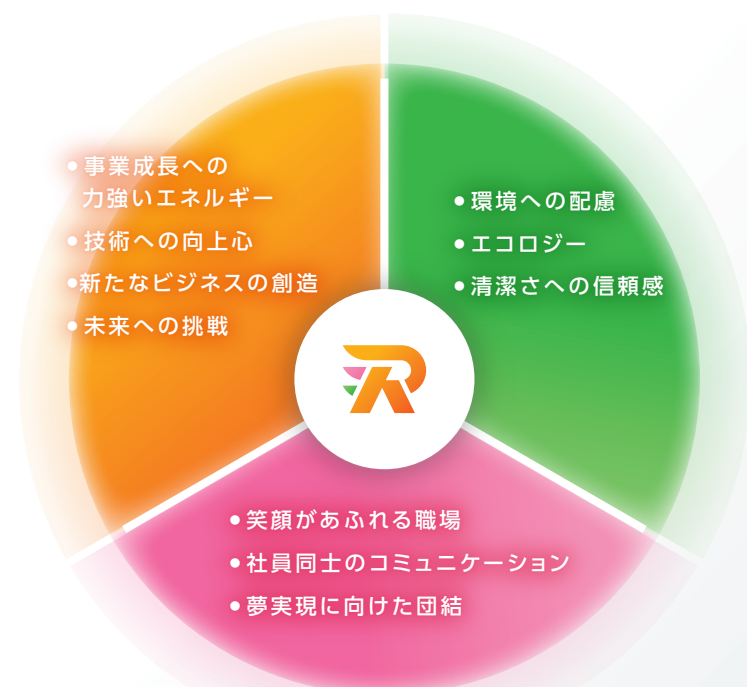 ●事業成長への
力強いエネルギー
●技術への向上心
●新たなビジネスの創造
●未来への挑戦
●環境への配慮
●エコロジー
●清潔さへの信頼感
R
●笑顔があふれる職場
●社員同士のコミュニケーション
●夢実現に向けた団結